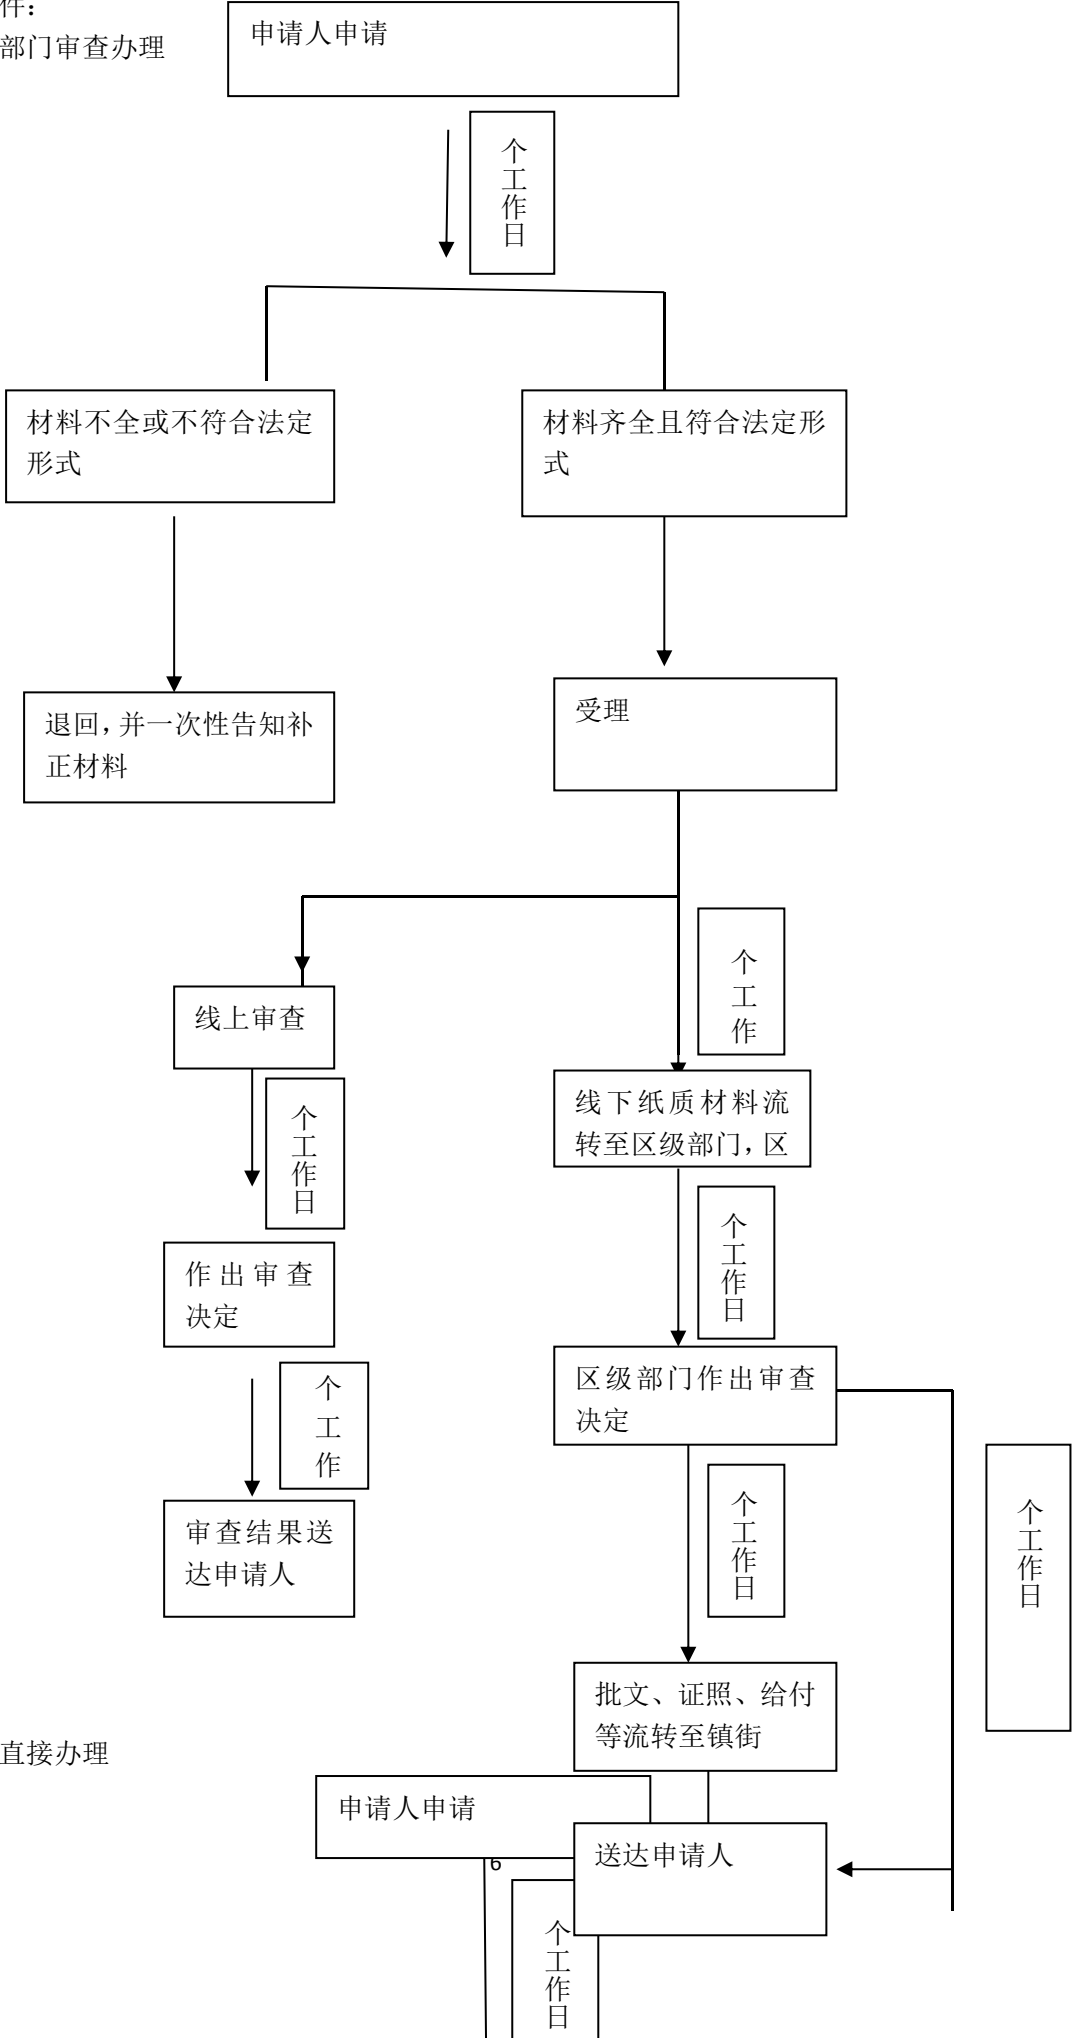 件：
部门审查办理
申请人申请
个
工
作
日
材料不全或不符合法定
形式
材料齐全且符合法定形
式
退回，并一次性告知补
正材料
受理
个
工
作
线上审查
线下纸质材料流
转至区级部门，区
个
工
作
日
个
工
作
日
作出审查
决定
区级部门作出审查
决定
个
工
作
个
工
作
日
个
工
作
日
审查结果送
达申请人
批文、证照、给付
等流转至镇街
直接办理
申请人申请
送达申请人
6
个
工
作
日